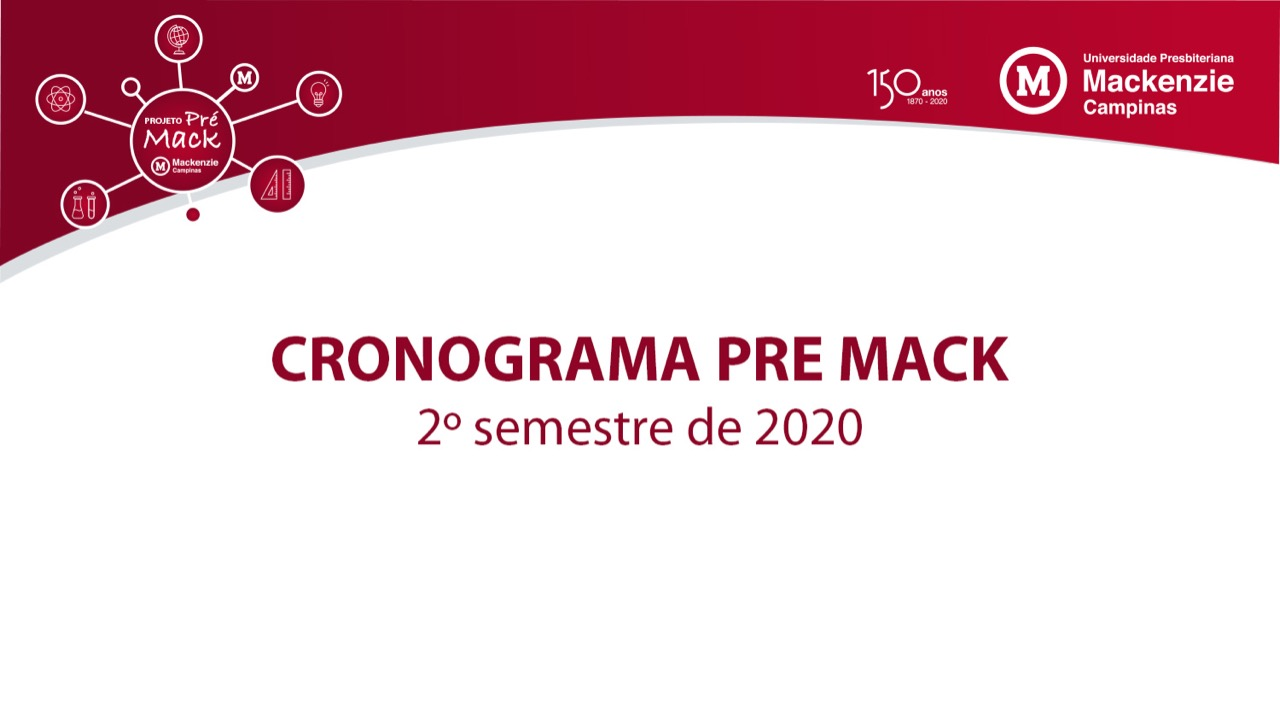 PROJETO Pré
Mack
M Mackenzie
Campinas
M
150 anos
1870 - 2020
M
Universidade Presbiteriana
Mackenzie
Campinas
CRONOGRAMA PRE MACK
2º semestre de 2020